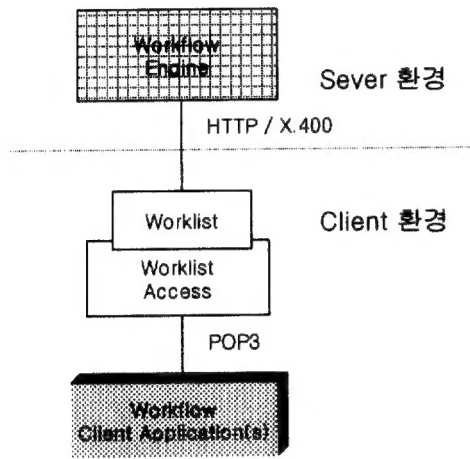 Workflow
Engine
Sever 환경
HTTP / X.400
Worklist
Client 환경
Worklist
Access
POP3
Workflow
Client Application(s)